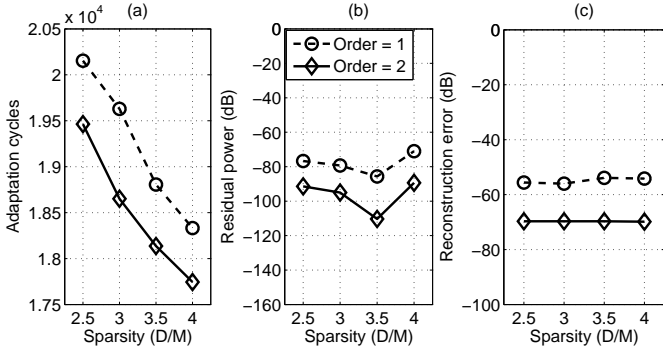 x 10⁴
(a)
2.05
2
1.95
1.9
1.85
1.8
1.75
2.5
3
3.5
4
Adaptation cycles
Sparsity (D/M)
(b)
0
−20
−40
−60
−80
−100
−120
−140
−160
2.5
3
3.5
4
Residual power (dB)
Sparsity (D/M)
Order = 1
Order = 2
(c)
0
−20
−40
−60
−80
−100
2.5
3
3.5
4
Reconstruction error (dB)
Sparsity (D/M)